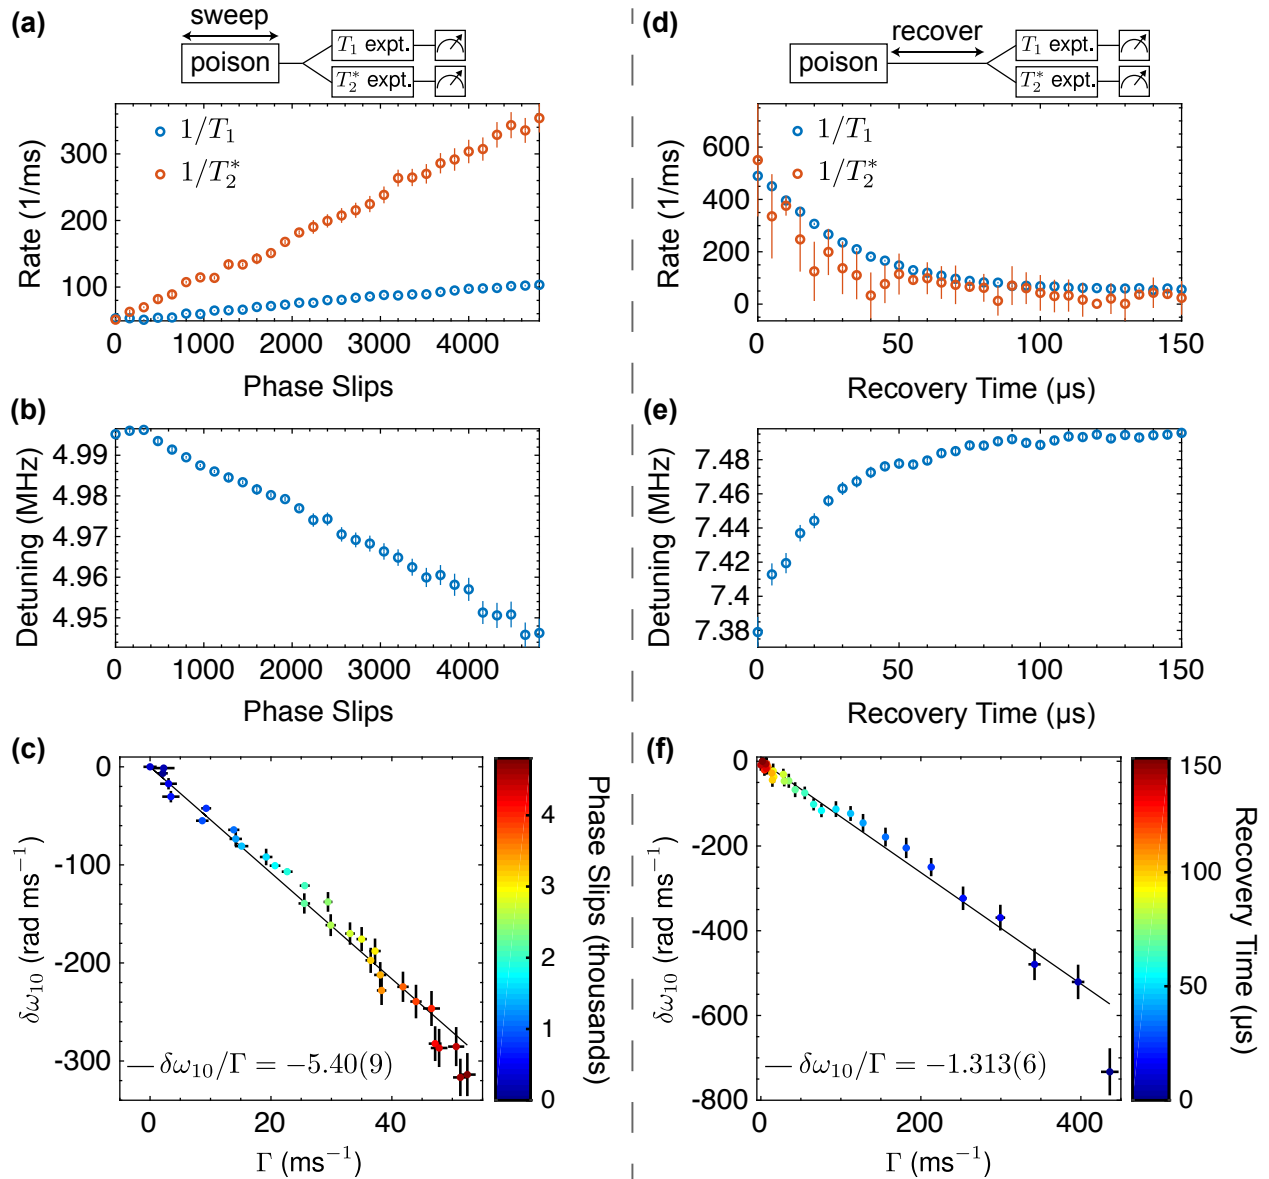 (a)
sweep
poison
T₁ expt.
T₂* expt.
1/T₁
1/T₂*
Rate (1/ms)
300
200
100
0
1000
2000
3000
4000
Phase Slips
(b)
Detuning (MHz)
4.99
4.98
4.97
4.96
4.95
0
1000
2000
3000
4000
Phase Slips
(c)
δω₁₀ (rad ms⁻¹)
0
-100
-200
-300
δω₁₀/Γ = −5.40(9)
0
20
40
Γ (ms⁻¹)
4
3
2
1
0
Phase Slips (thousands)
(d)
recover
poison
T₁ expt.
T₂* expt.
1/T₁
1/T₂*
Rate (1/ms)
600
400
200
0
0
50
100
150
Recovery Time (µs)
(e)
Detuning (MHz)
7.48
7.46
7.44
7.42
7.4
7.38
0
50
100
150
Recovery Time (µs)
(f)
δω₁₀ (rad ms⁻¹)
0
-200
-400
-600
-800
δω₁₀/Γ = −1.313(6)
0
200
400
Γ (ms⁻¹)
150
100
50
0
Recovery Time (µs)